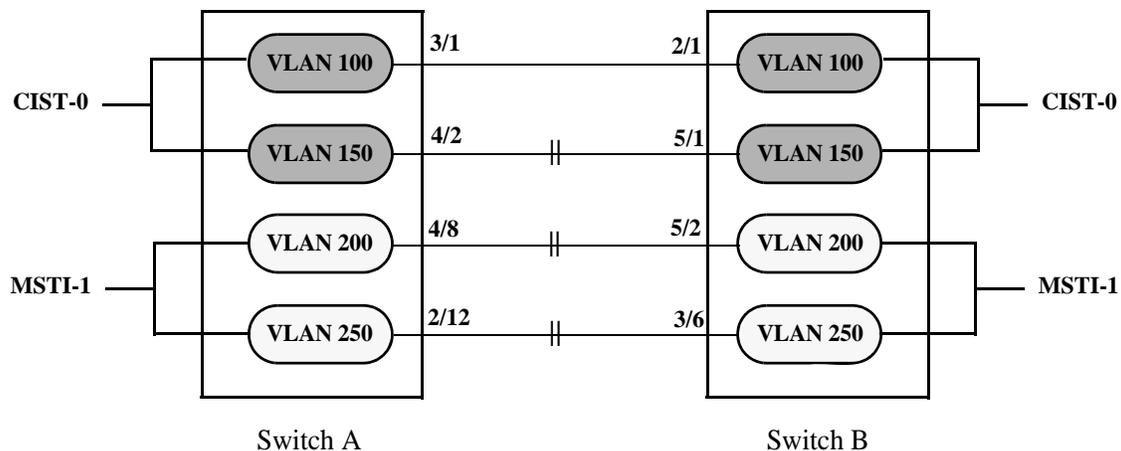 3/1 2/1
VLAN 100 VLAN 100
CIST-0 CIST-0
4/2 5/1
VLAN 150 VLAN 150
4/8 5/2
VLAN 200 VLAN 200
MSTI-1 MSTI-1
2/12 3/6
VLAN 250 VLAN 250
Switch A Switch B